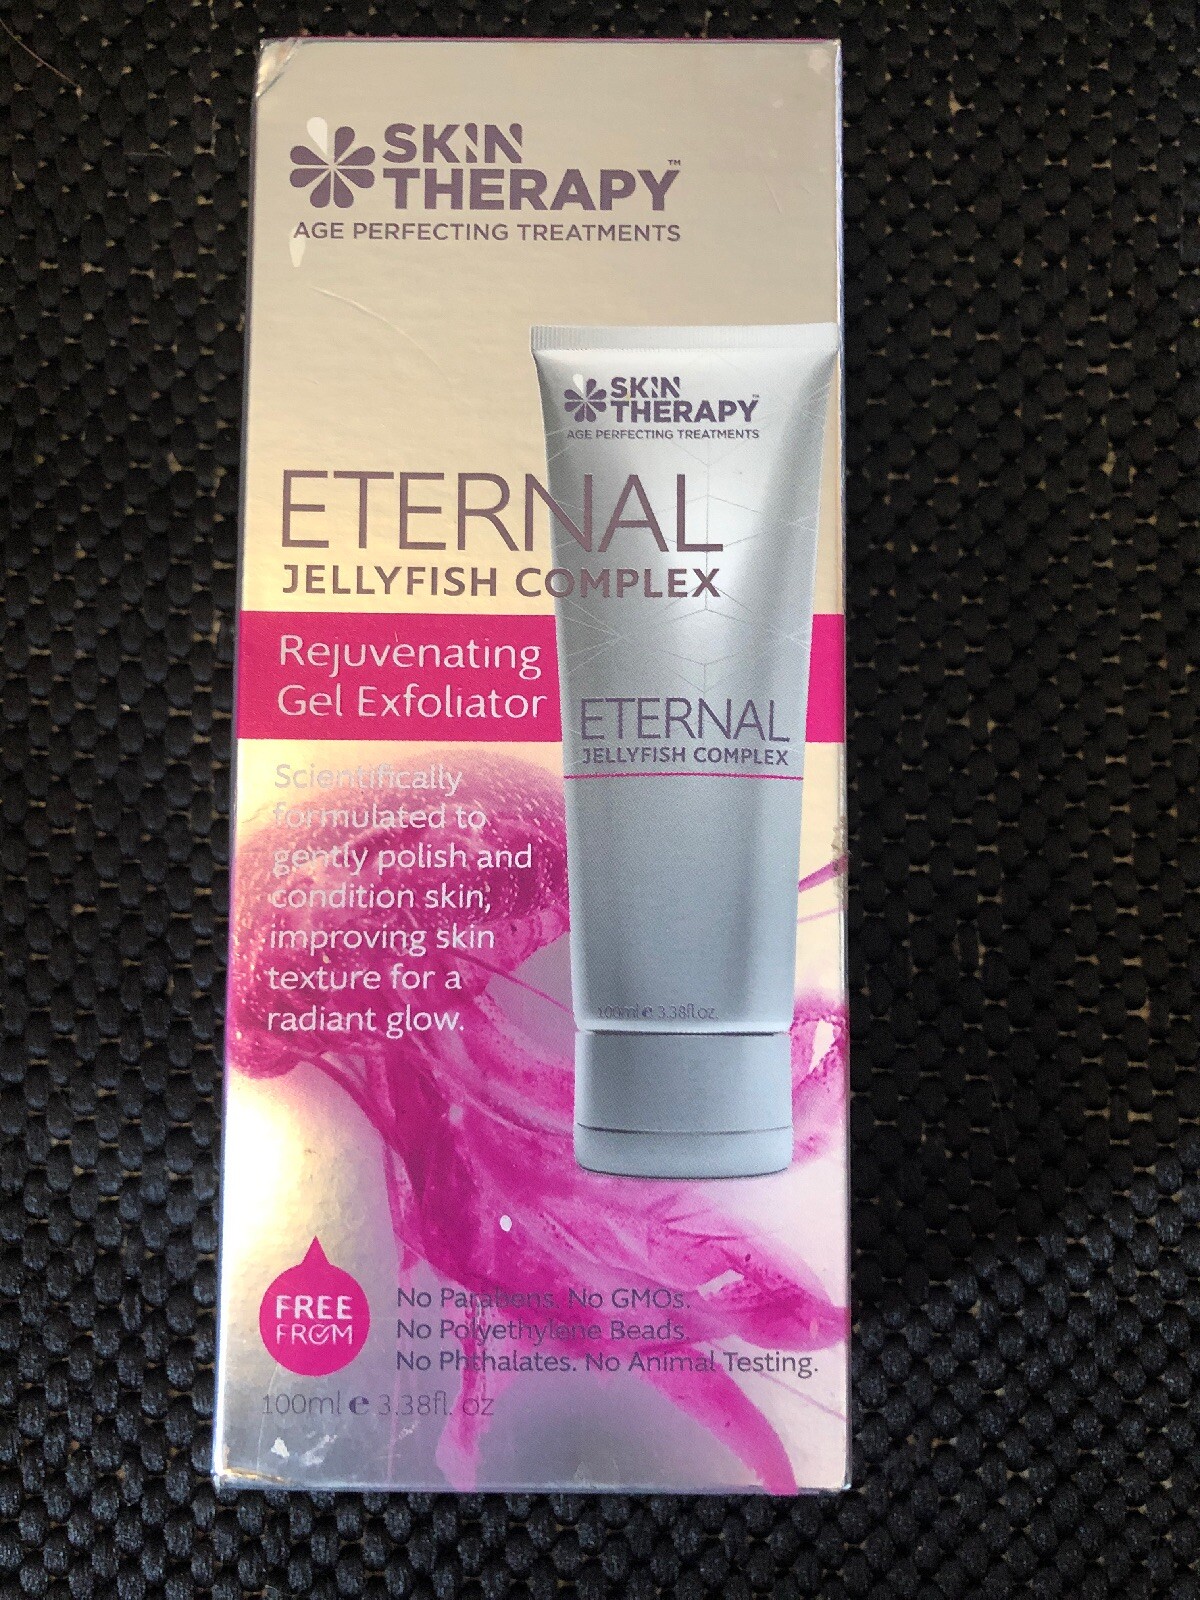 SKIN
THERAPY™
AGE PERFECTING TREATMENTS
SKIN
THERAPY™
AGE PERFECTING TREATMENTS
ETERNAL
JELLYFISH COMPLEX
Rejuvenating
Gel Exfoliator
ETERNAL
JELLYFISH COMPLEX
Scientifically
formulated to
gently polish and
condition skin,
improving skin
texture for a
radiant glow.
100ml e 3.38fl.oz.
FREE
FROM
No Parabens. No GMOs.
No Polyethylene Beads.
No Phthalates. No Animal Testing.
100ml e 3.38fl. oz